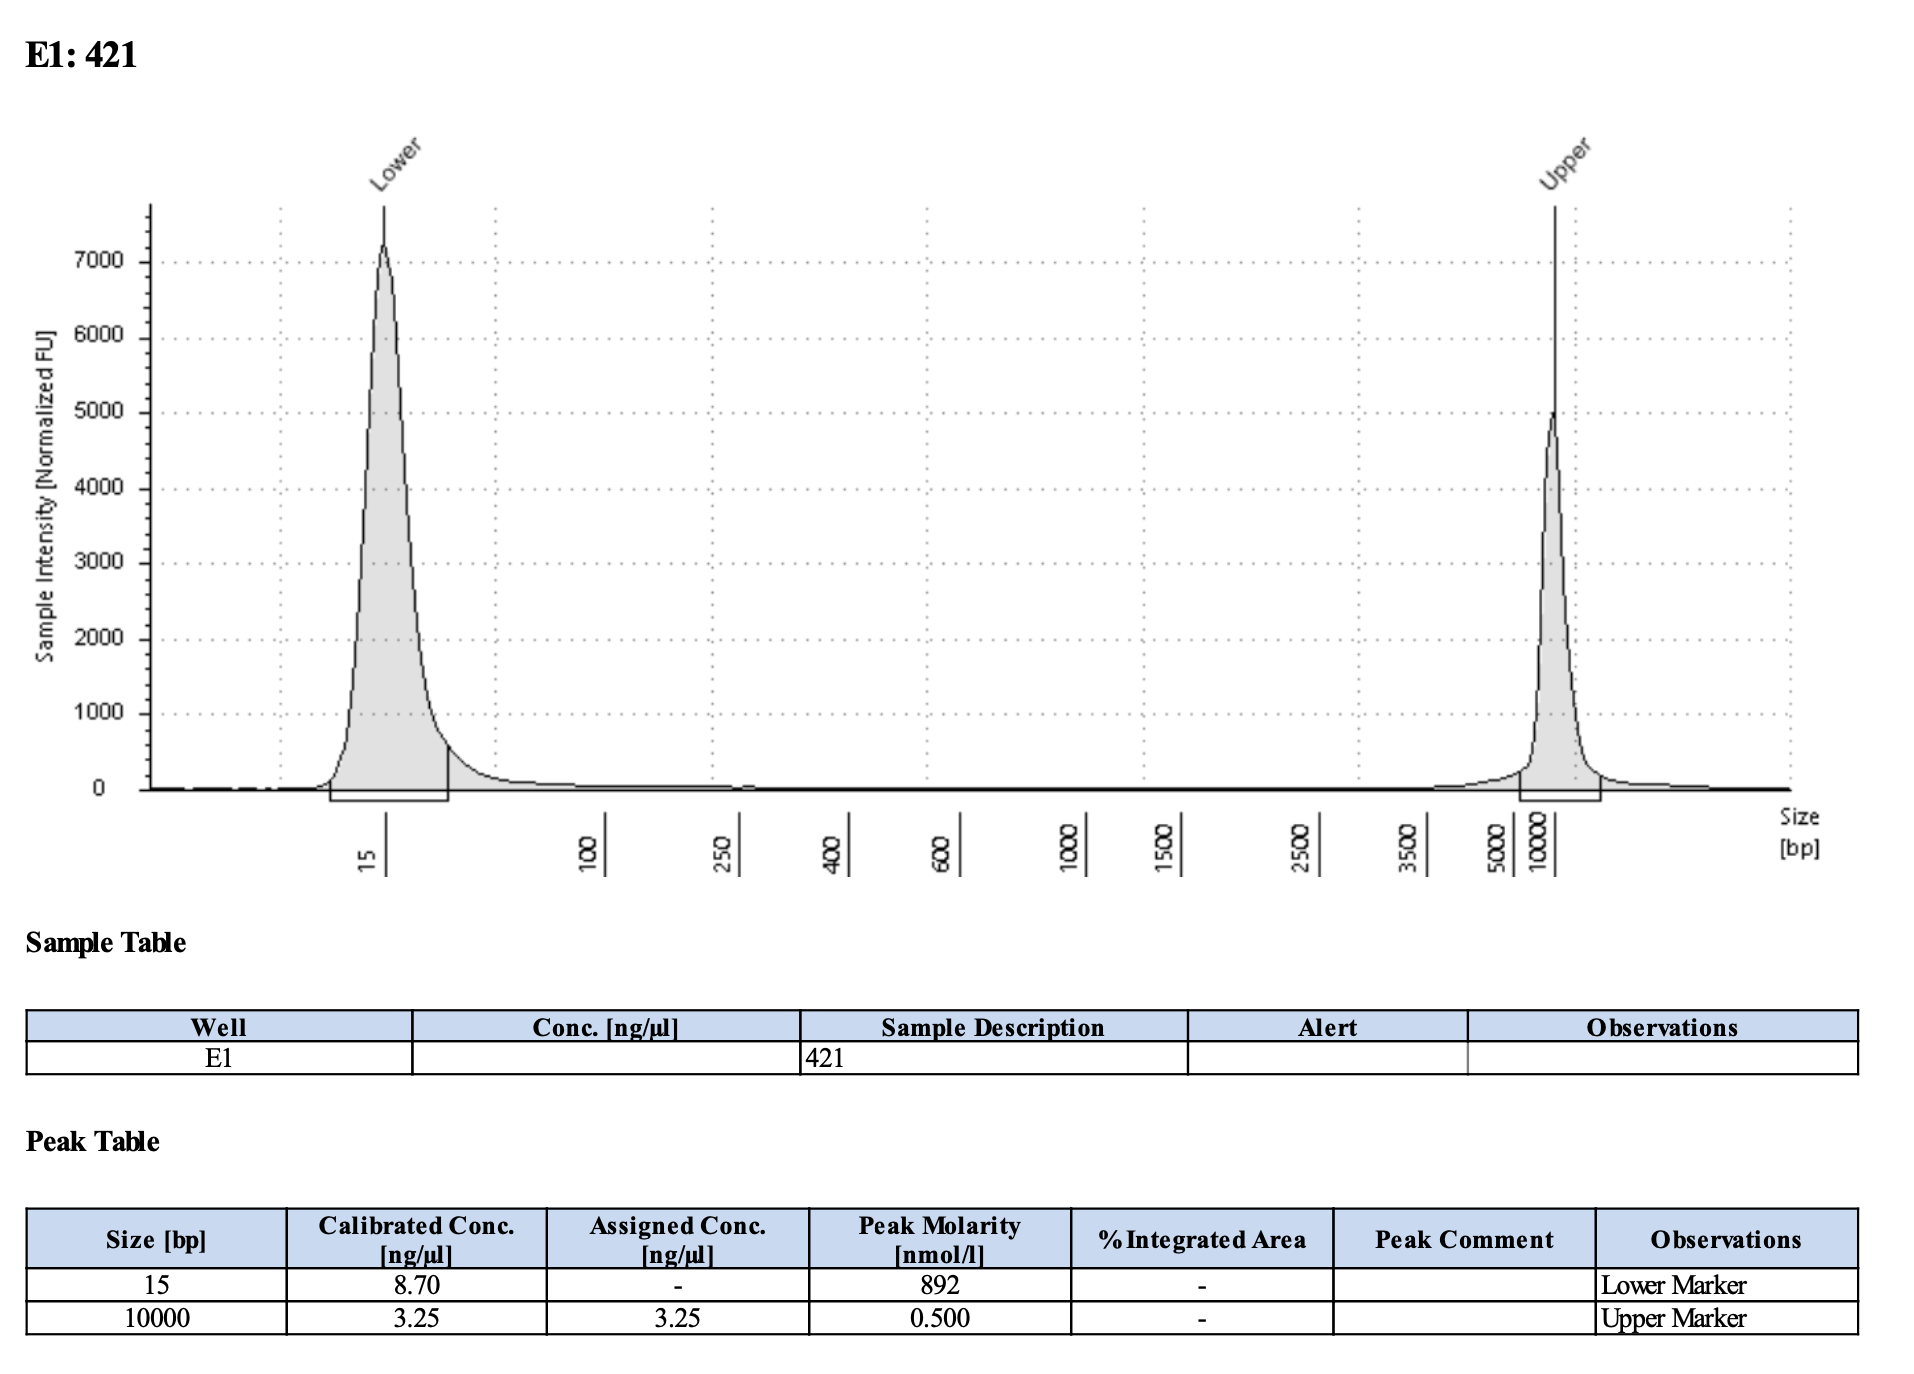 E1: 421
Lower
Upper
Sample Intensity [Normalized FU]
7000
6000
5000
4000
3000
2000
1000
0
15
100
250
400
600
1000
1500
2500
3500
5000
10000
Size
[bp]
Sample Table
Well Conc. [ng/µl] Sample Description Alert Observations
E1 421
Peak Table
Size [bp] Calibrated Conc. [ng/µl] Assigned Conc. [ng/µl] Peak Molarity [nmol/l] % Integrated Area Peak Comment Observations
15 8.70 - 892 - Lower Marker
10000 3.25 3.25 0.500 - Upper Marker